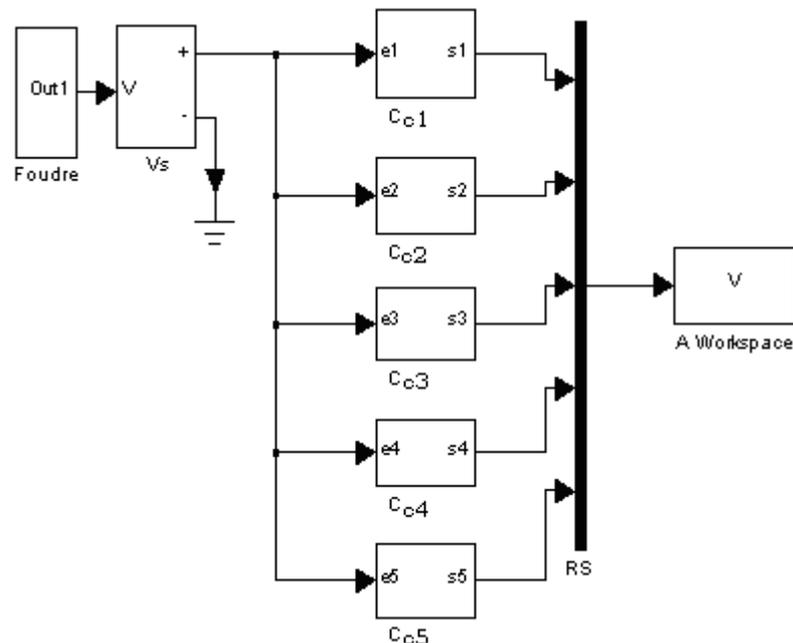 Out1
Foudre
V
+
-
Vs
e1 s1
Cc1
e2 s2
Cc2
e3 s3
Cc3
e4 s4
Cc4
e5 s5
Cc5
RS
V
A Workspace